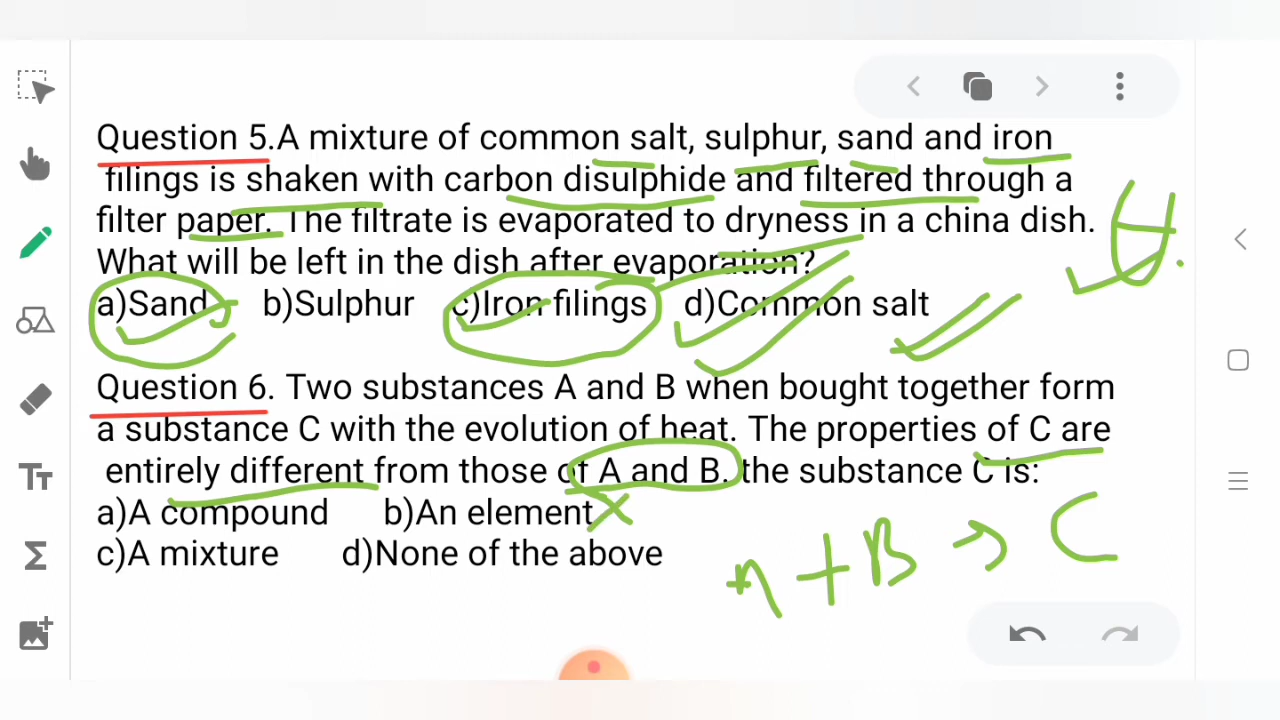 Question 5.A mixture of common salt, sulphur, sand and iron
filings is shaken with carbon disulphide and filtered through a
filter paper. The filtrate is evaporated to dryness in a china dish.
What will be left in the dish after evaporation?
a)Sand b)Sulphur c)Iron filings d)Common salt
Question 6. Two substances A and B when bought together form
a substance C with the evolution of heat. The properties of C are
entirely different from those of A and B. the substance C is:
a)A compound b)An element
c)A mixture d)None of the above
A + B → C
Tт
Σ